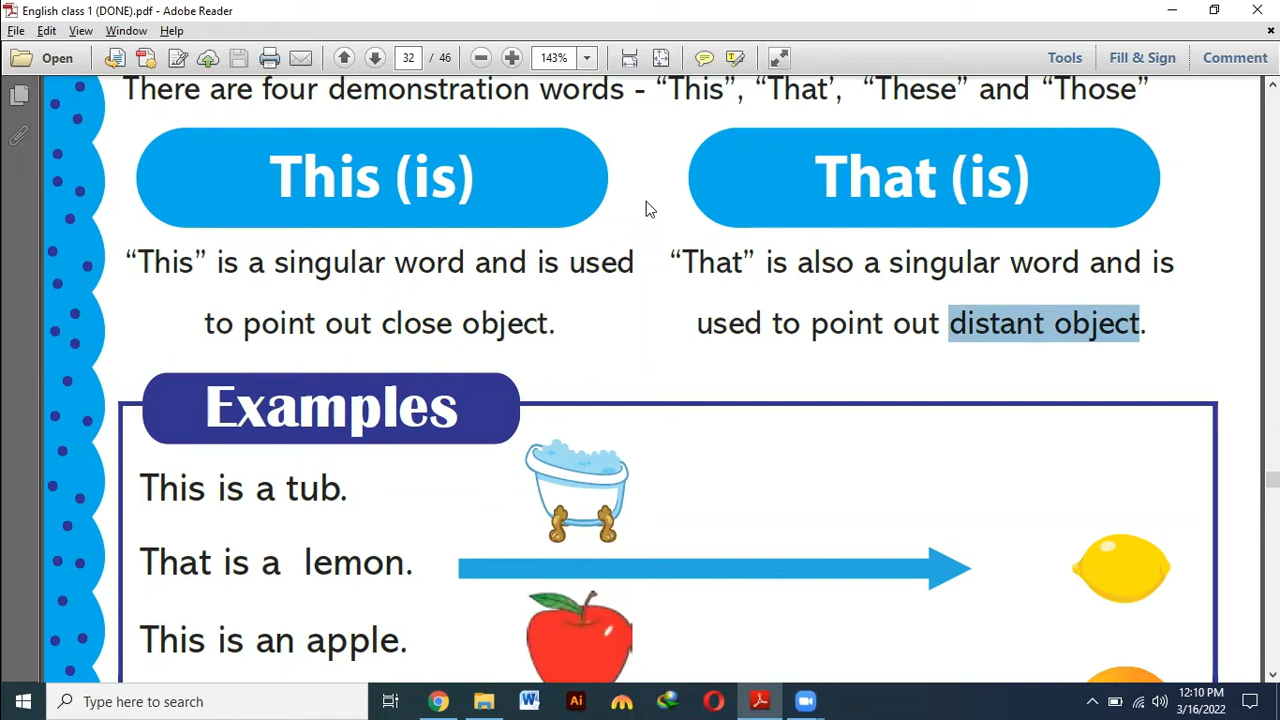 English class 1 (DONE).pdf - Adobe Reader
File Edit View Window Help
Open 32 / 46 143% Tools Fill & Sign Comment
There are four demonstration words - “This”, “That’, “These” and “Those”
This (is)
“This” is a singular word and is used
to point out close object.
That (is)
“That” is also a singular word and is
used to point out distant object.
Examples
This is a tub.
That is a lemon.
This is an apple.
Type here to search
12:10 PM
3/16/2022